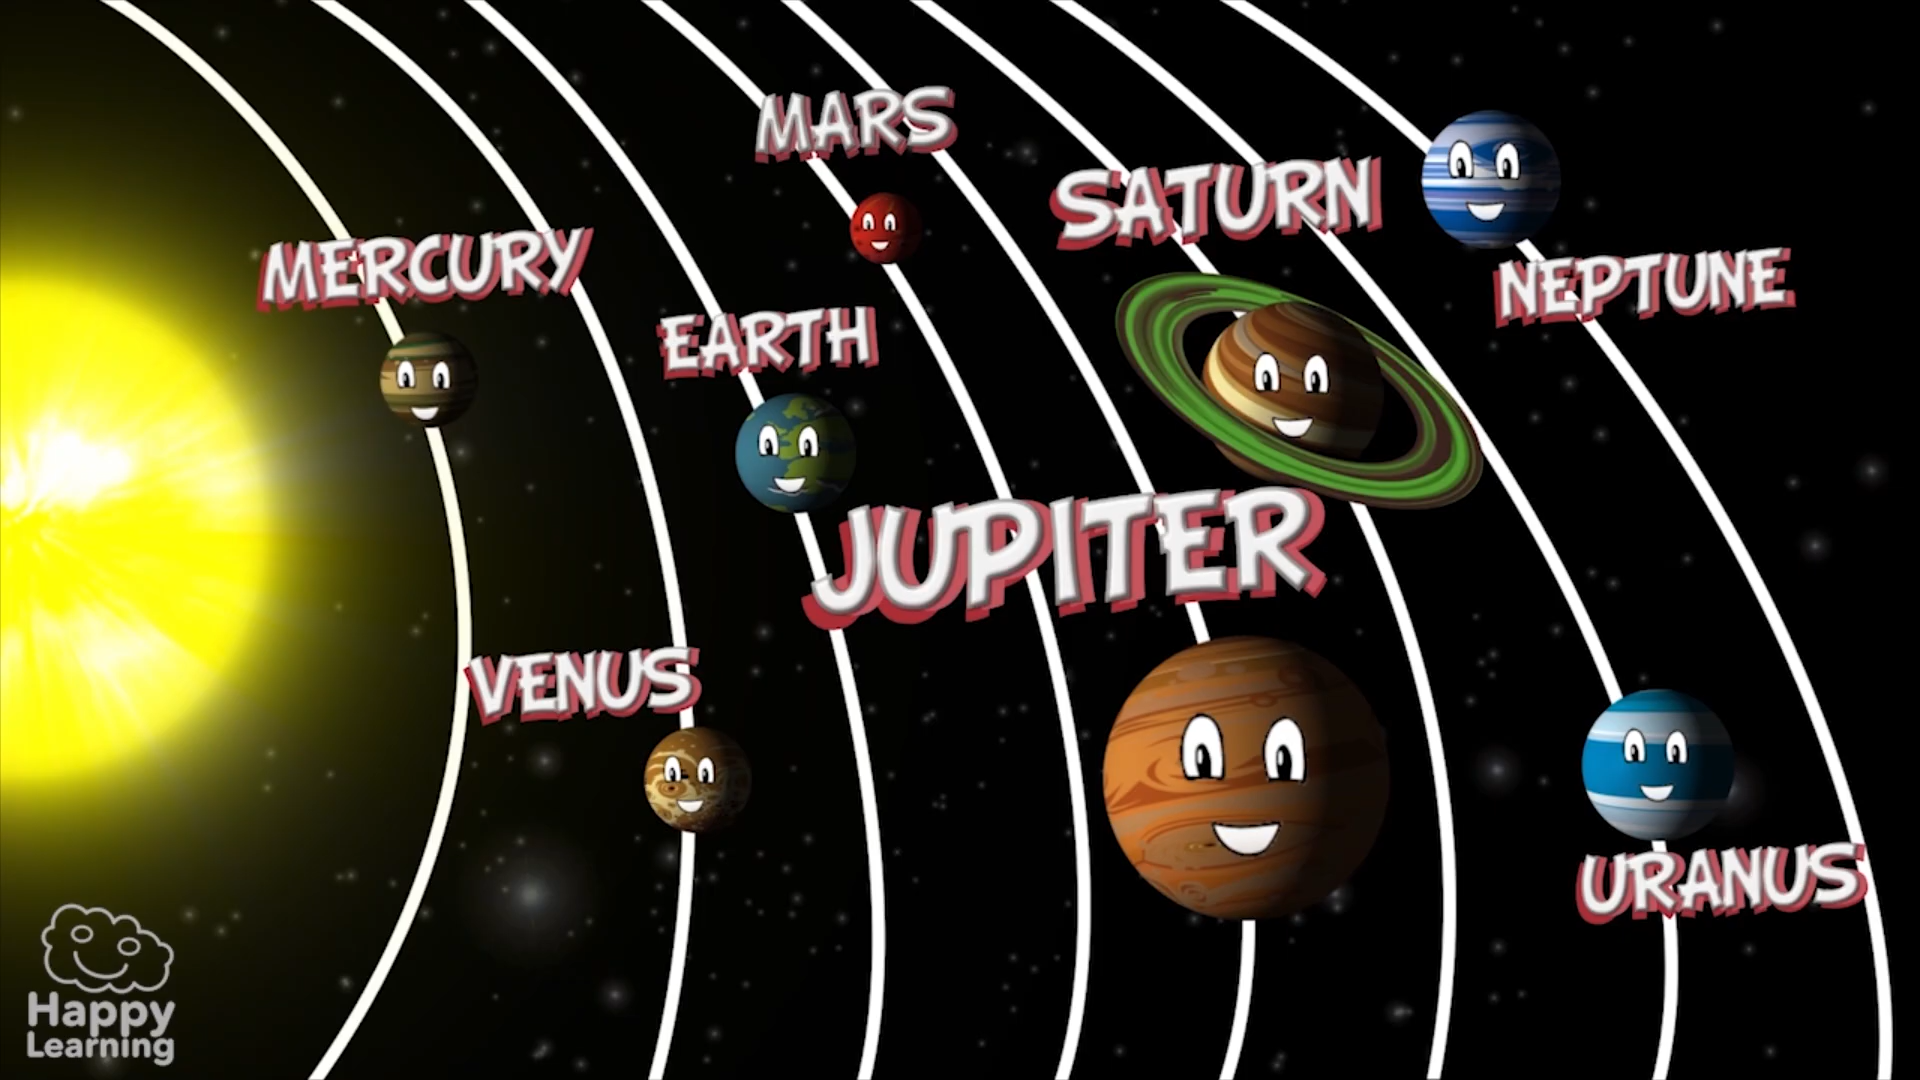 MARS
SATURN
MERCURY
NEPTUNE
EARTH
JUPITER
VENUS
URANUS
Happy
Learning